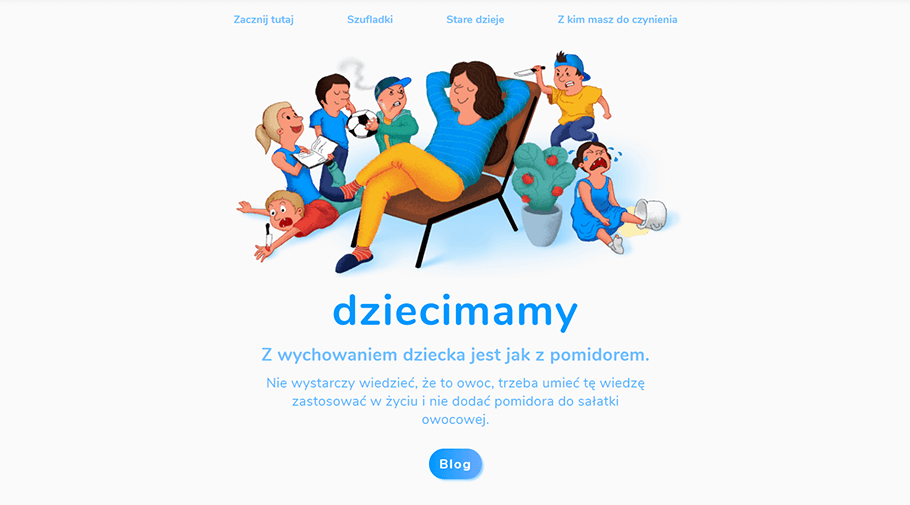 Zacznij tutaj
Szufladki
Stare dzieje
Z kim masz do czynienia
dziecimamy
Z wychowaniem dziecka jest jak z pomidorem.
Nie wystarczy wiedzieć, że to owoc, trzeba umieć tę wiedzę
zastosować w życiu i nie dodać pomidora do sałatki
owocowej.
Blog